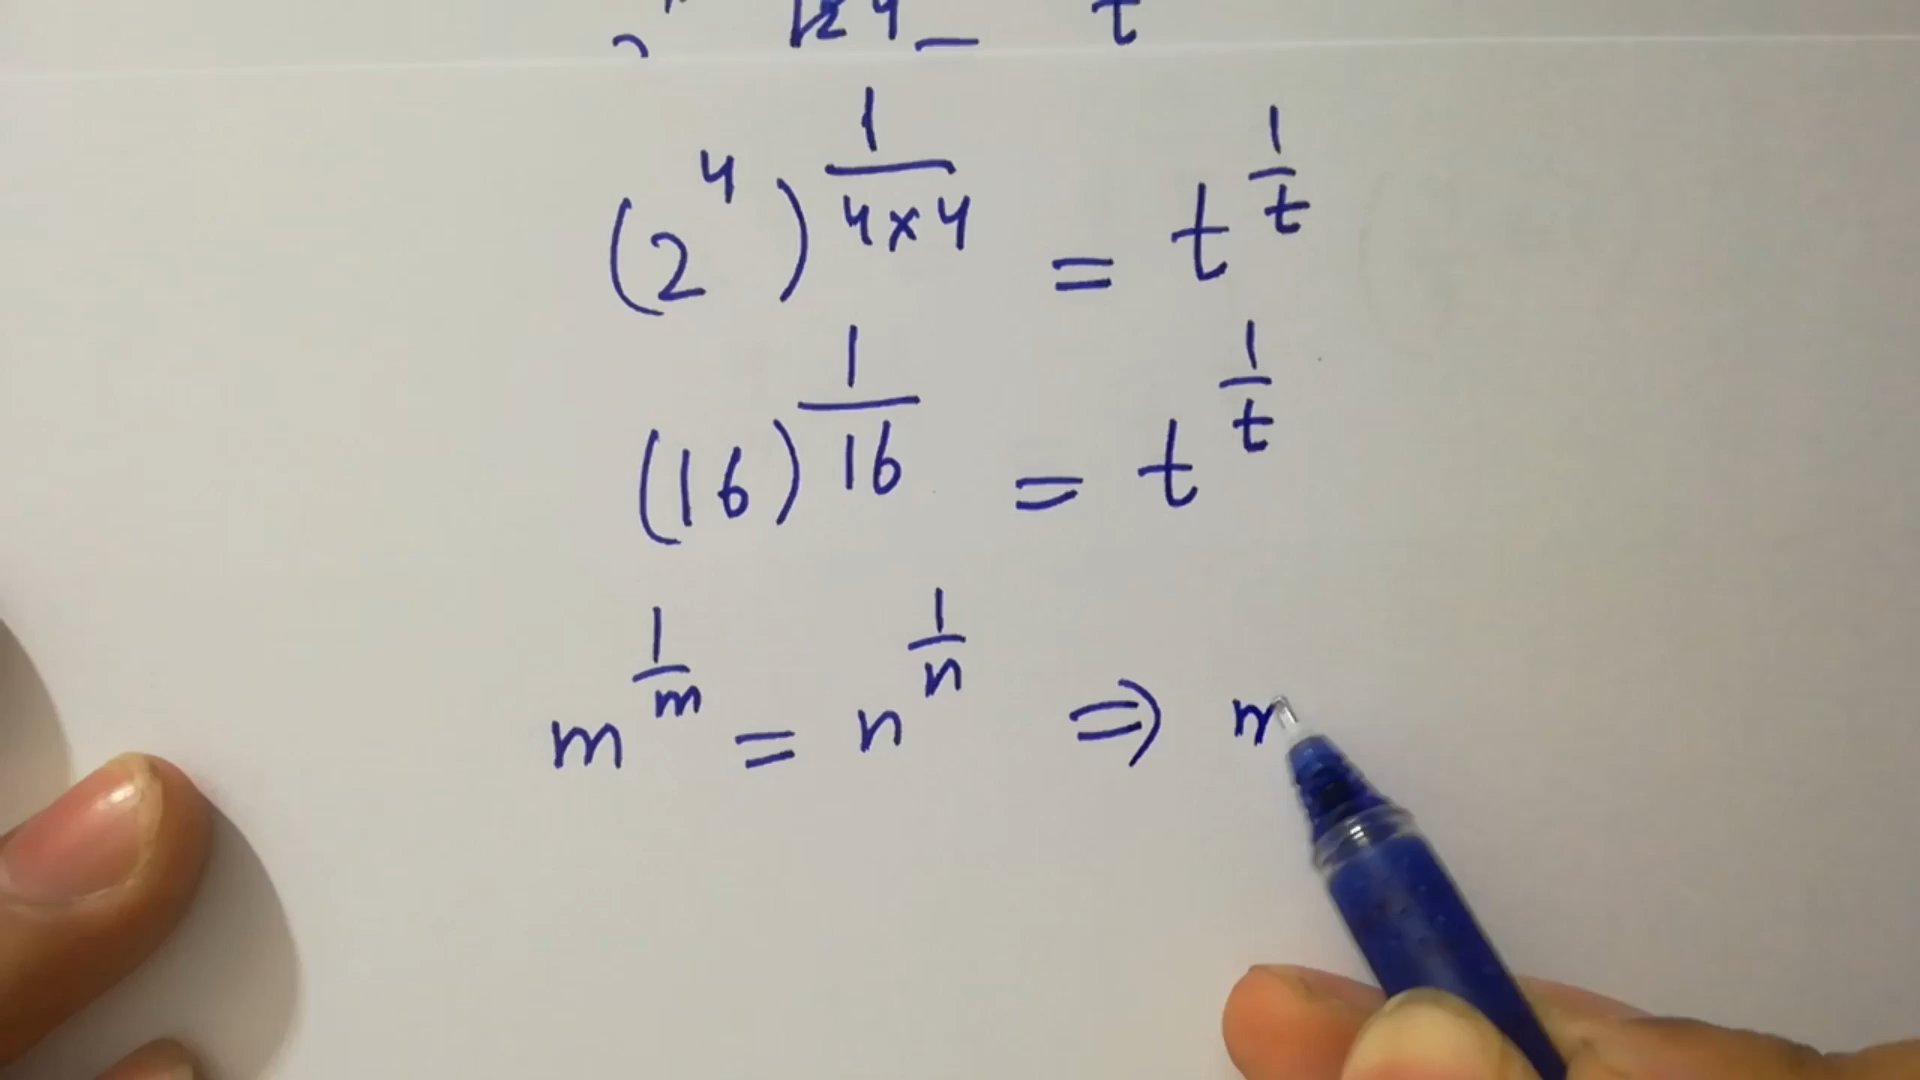 (2^4)^(1/(4×4)) = t^(1/t)
(16)^(1/16) = t^(1/t)
m^(1/m) = n^(1/n) ⇒ m